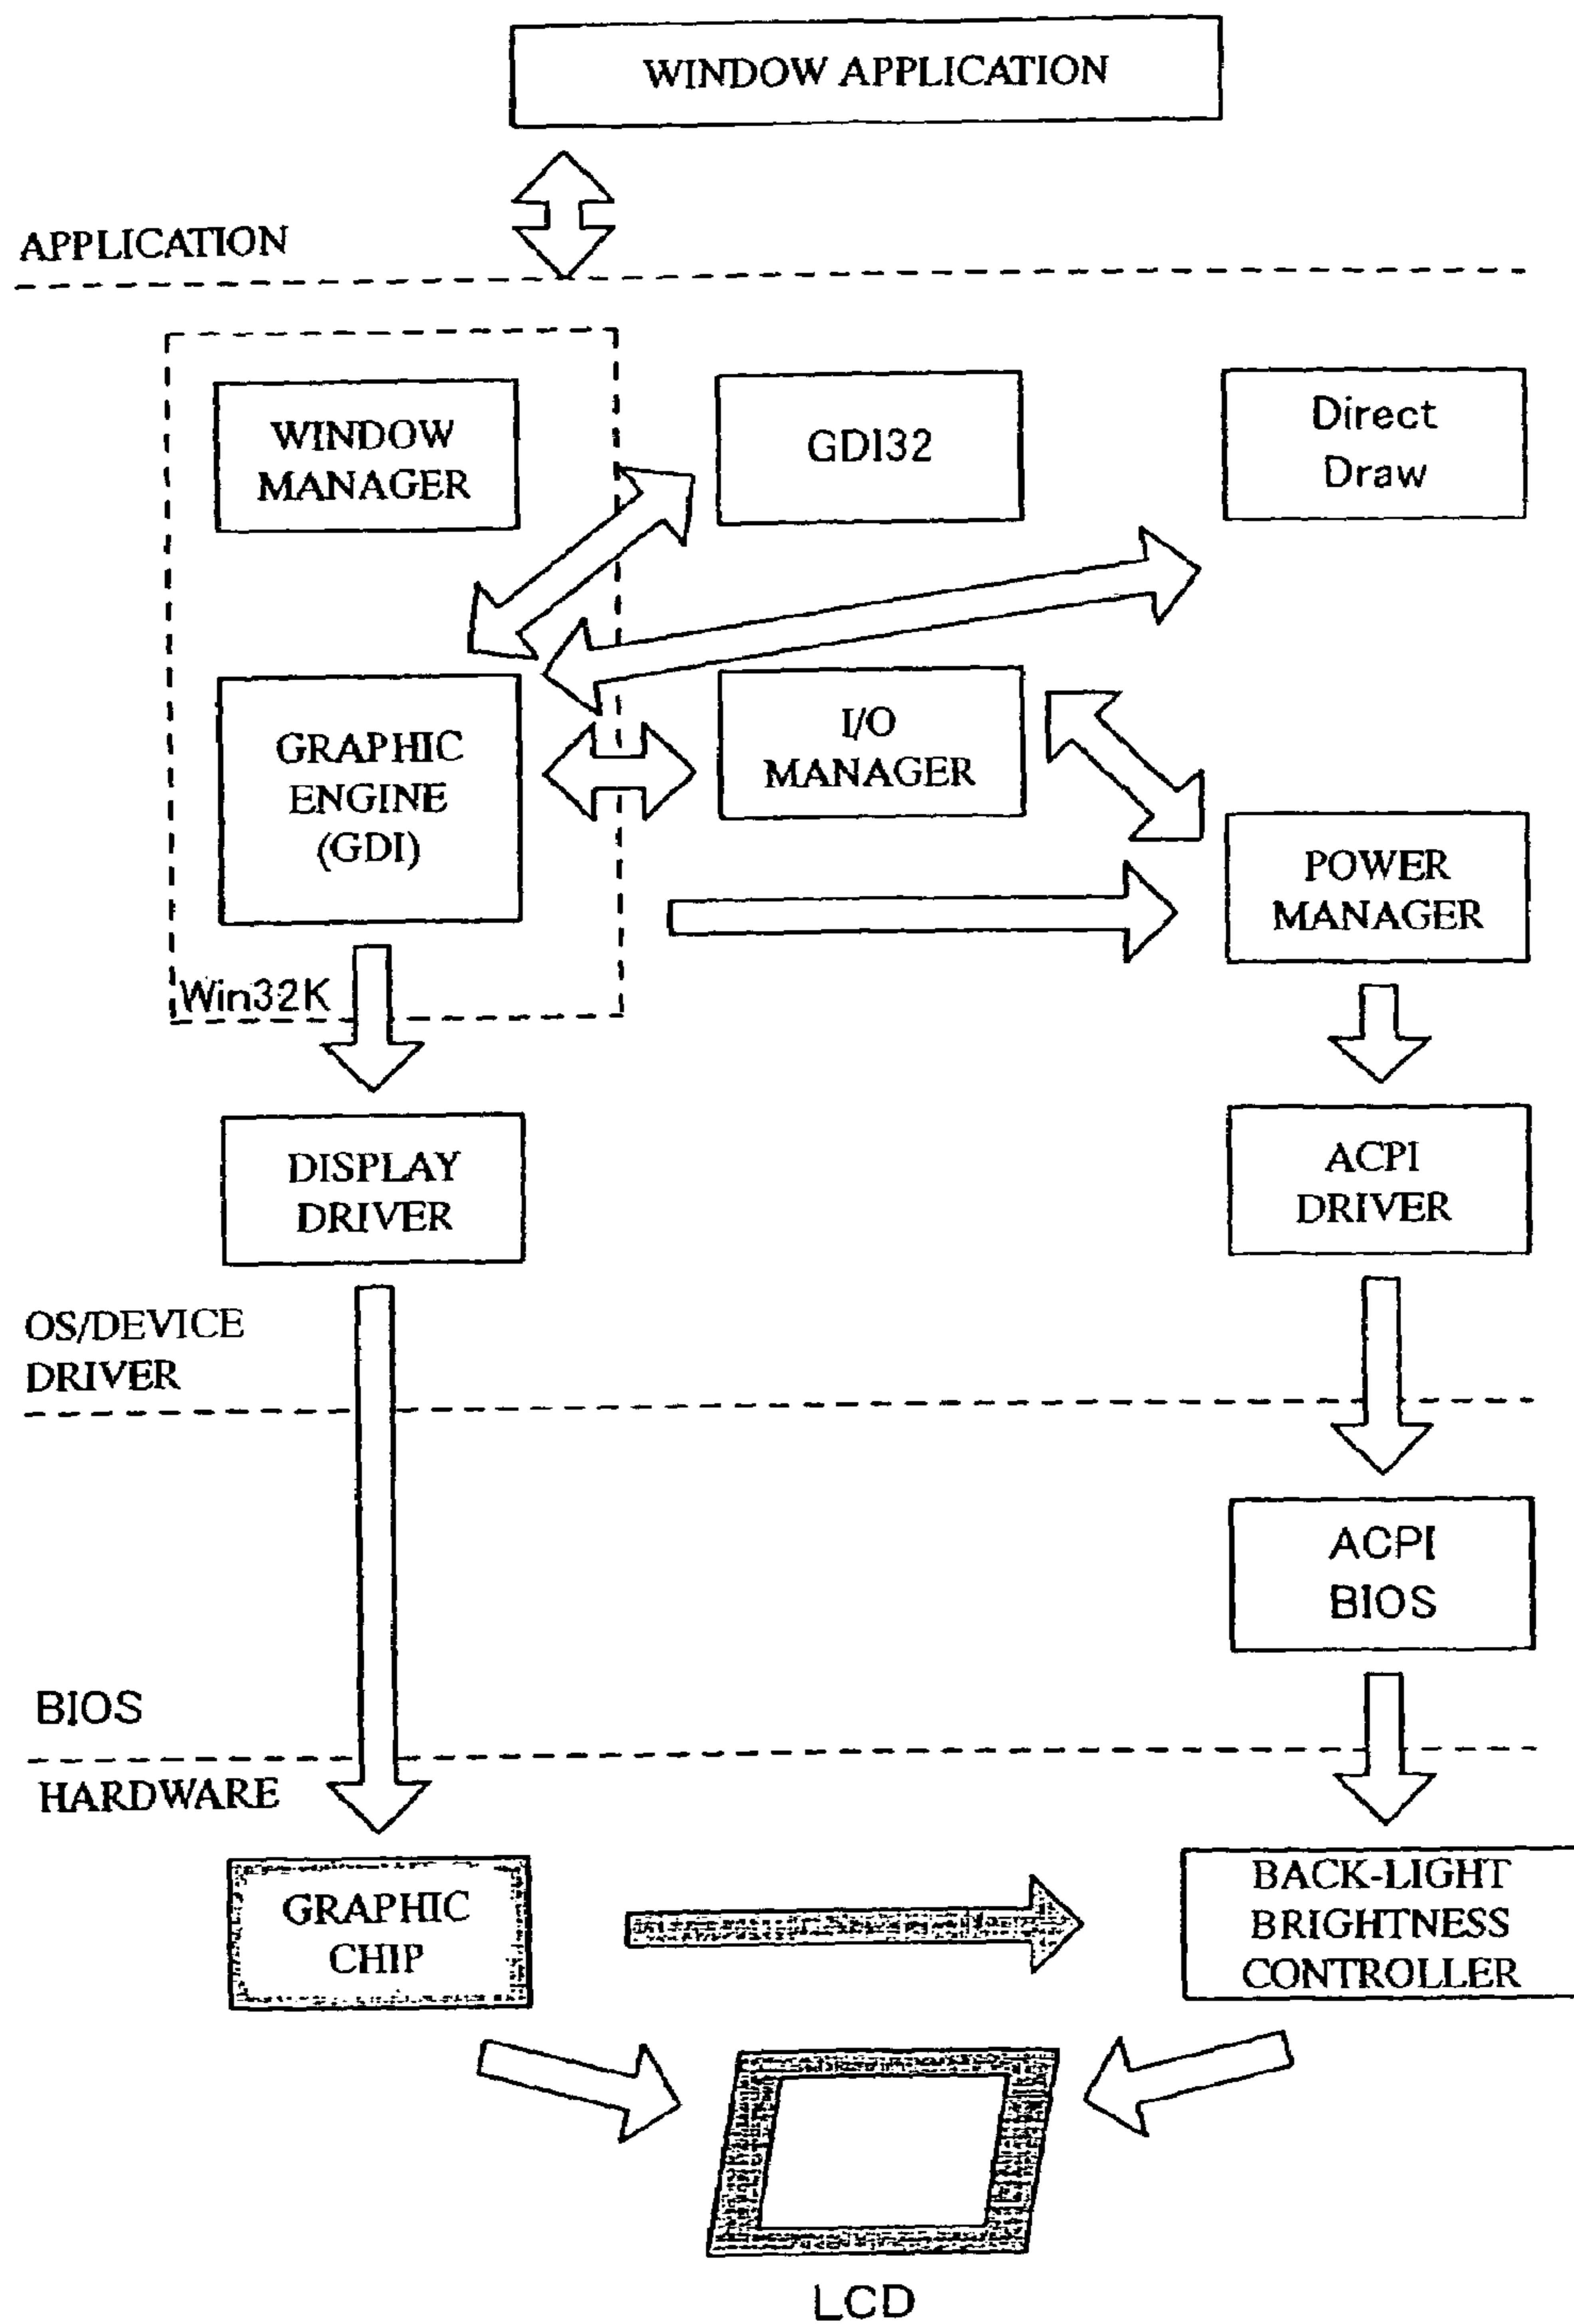 WINDOW APPLICATION
APPLICATION
WINDOW
MANAGER
GDI32
Direct
Draw
GRAPHIC
ENGINE
(GDI)
I/O
MANAGER
POWER
MANAGER
Win32K
DISPLAY
DRIVER
ACPI
DRIVER
OS/DEVICE
DRIVER
ACPI
BIOS
BIOS
HARDWARE
GRAPHIC
CHIP
BACK-LIGHT
BRIGHTNESS
CONTROLLER
LCD